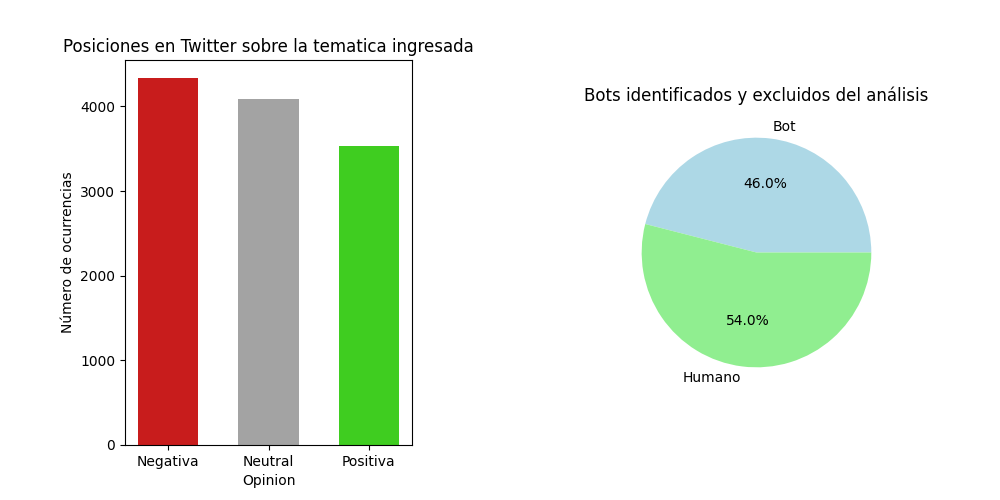 Posiciones en Twitter sobre la tematica ingresada
Número de ocurrencias
4000
3000
2000
1000
0
Negativa
Neutral
Positiva
Opinion
Bots identificados y excluidos del análisis
Bot
46.0%
54.0%
Humano